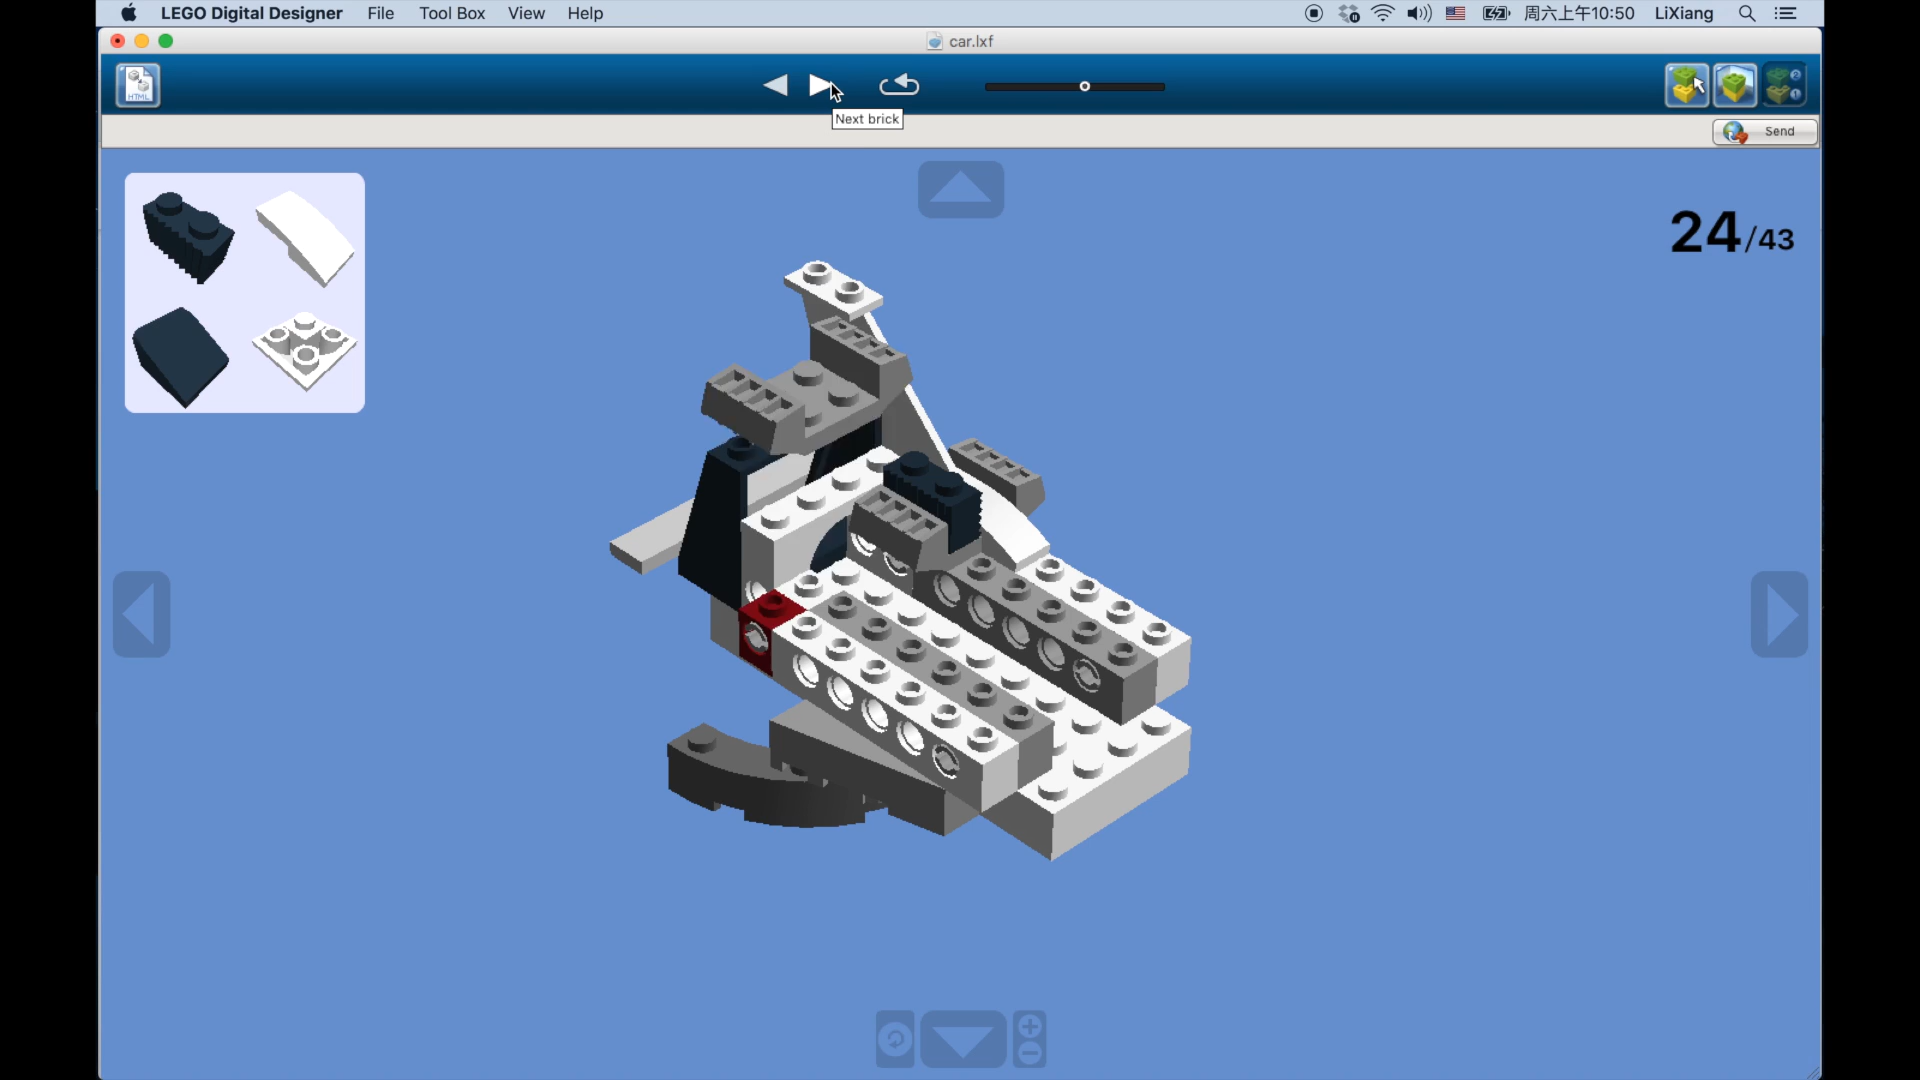 LEGO Digital Designer File Tool Box View Help 周六上午10:50 LiXiang
car.lxf
HTML
Next brick
Send
24/43